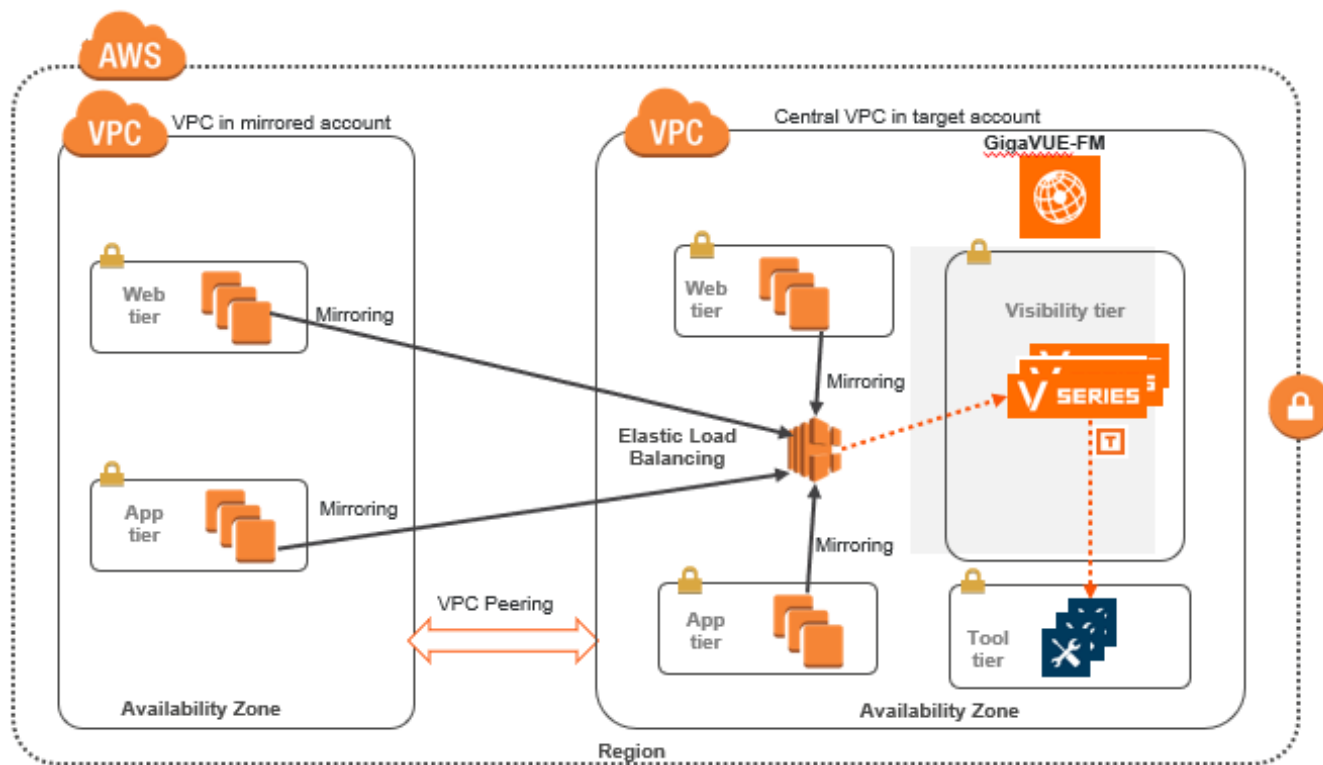 AWS
VPC
VPC in mirrored account
VPC
Central VPC in target account
GigaVUE-FM
Web
tier
Mirroring
Web
tier
Mirroring
Visibility tier
V SERIES
T
Elastic Load
Balancing
App
tier
Mirroring
Mirroring
VPC Peering
App
tier
Tool
tier
Availability Zone
Availability Zone
Region